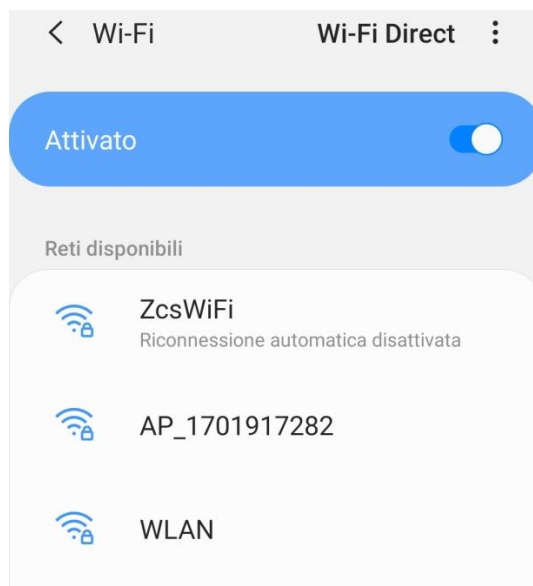 Wi-Fi Wi-Fi Direct
Attivato
Reti disponibili
ZcsWiFi
Riconnessione automatica disattivata
AP_1701917282
WLAN